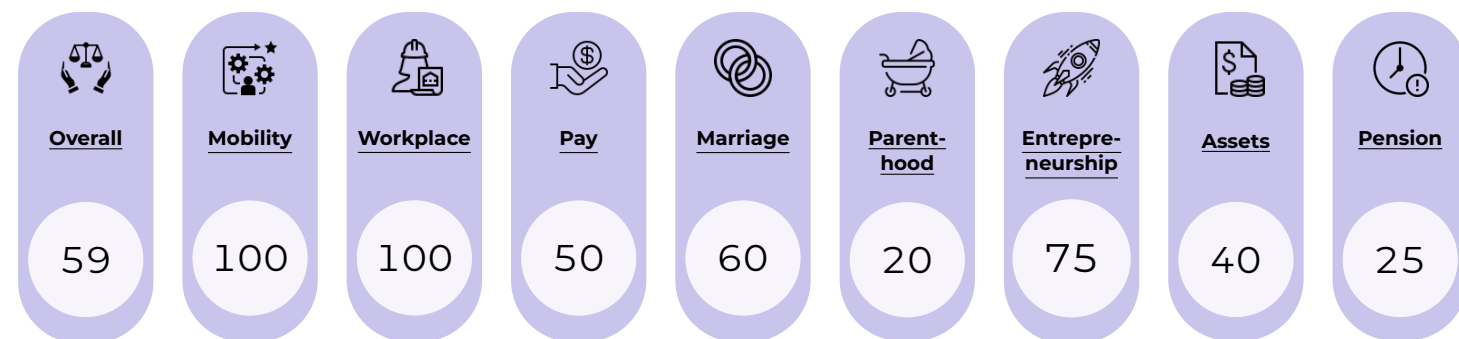 Overall
59
Mobility
100
Workplace
100
$
Pay
50
Marriage
60
Parent-
hood
20
Entrepre-
neurship
75
$
Assets
40
!
Pension
25